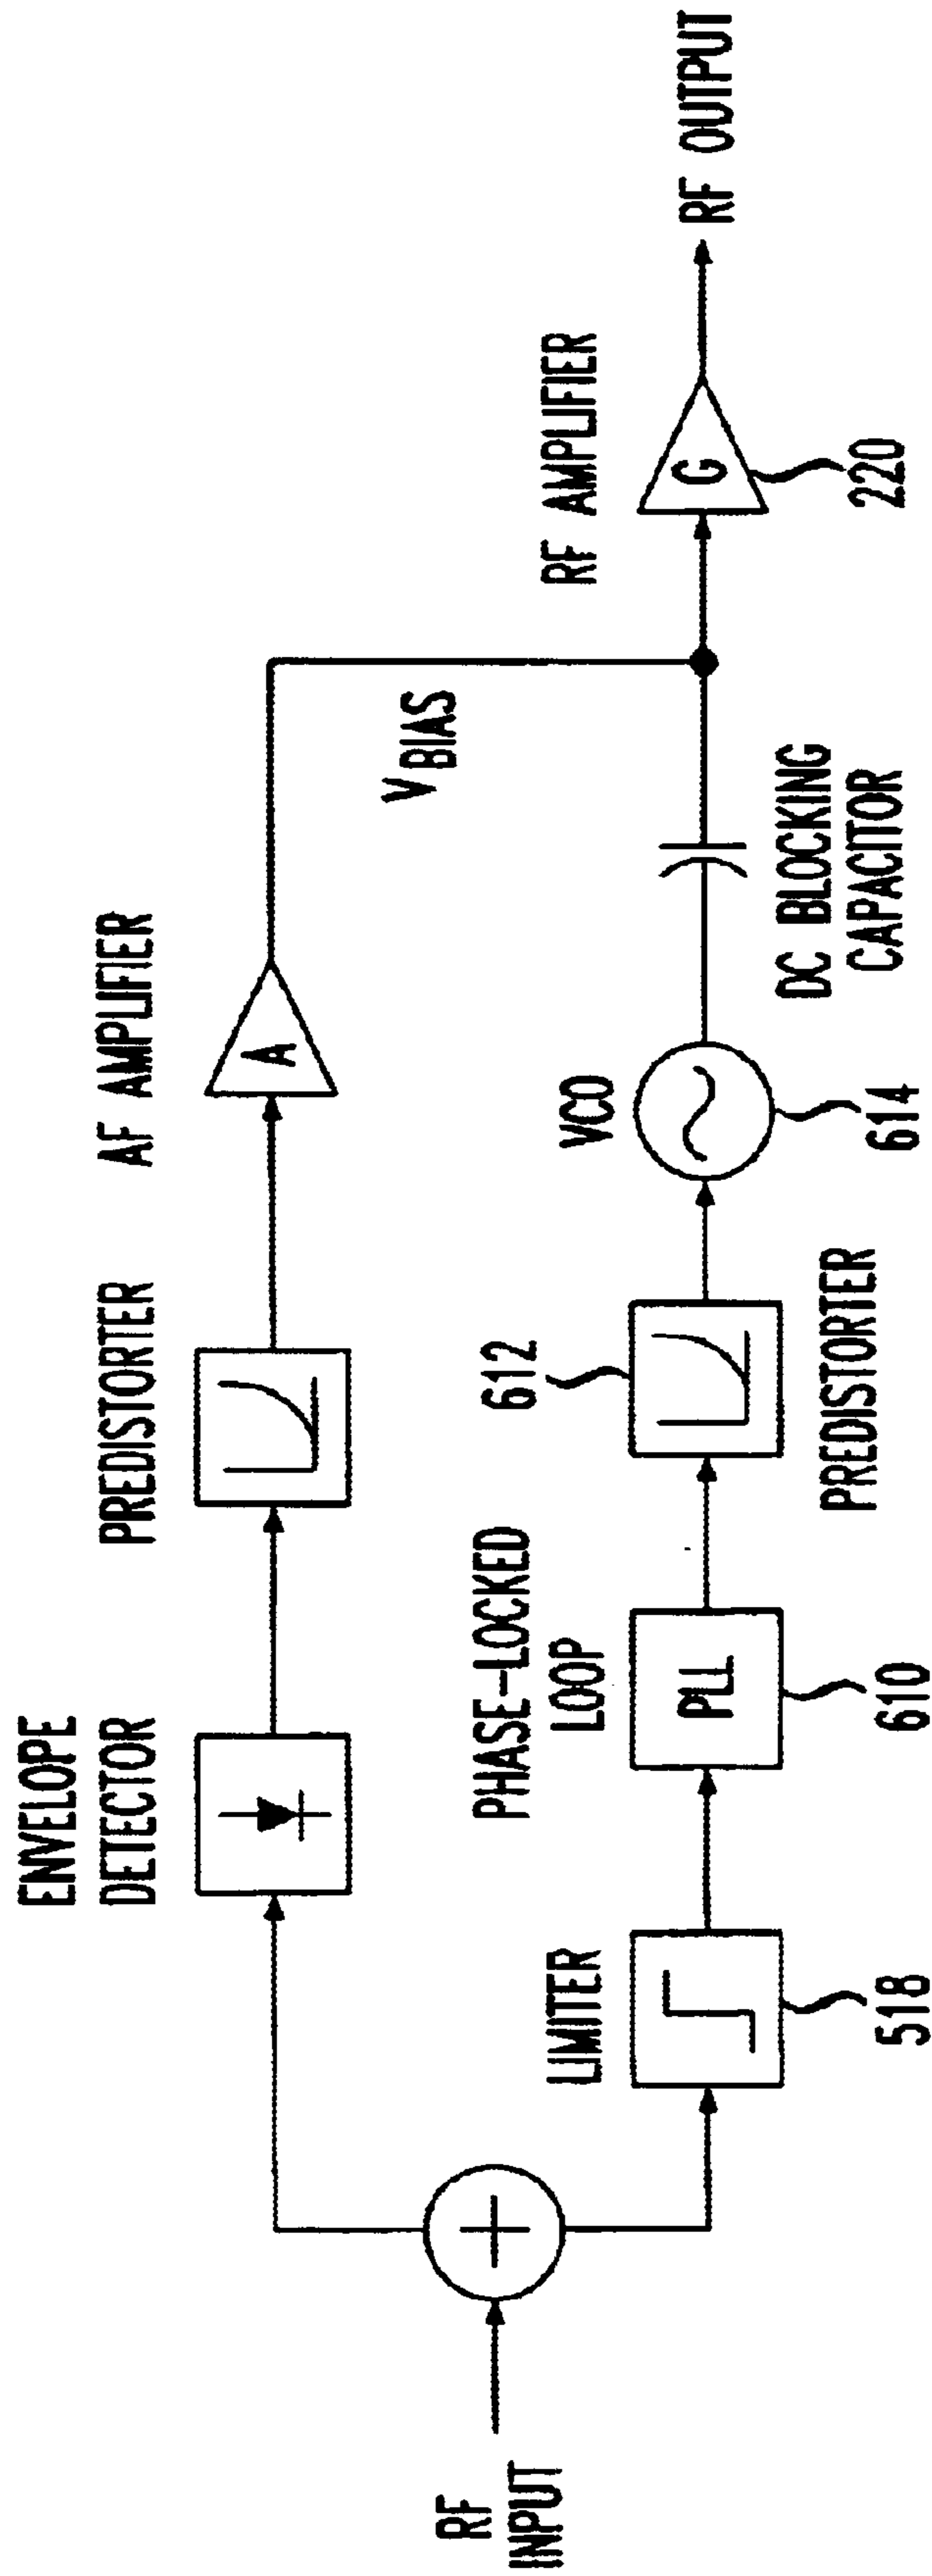 RF
INPUT
ENVELOPE
DETECTOR
PREDISTORTER
AF AMPLIFIER
A
V BIAS
LIMITER
518
PHASE-LOCKED
LOOP
PLL
610
612
PREDISTORTER
VCO
614
DC BLOCKING
CAPACITOR
RF AMPLIFIER
G
220
RF OUTPUT